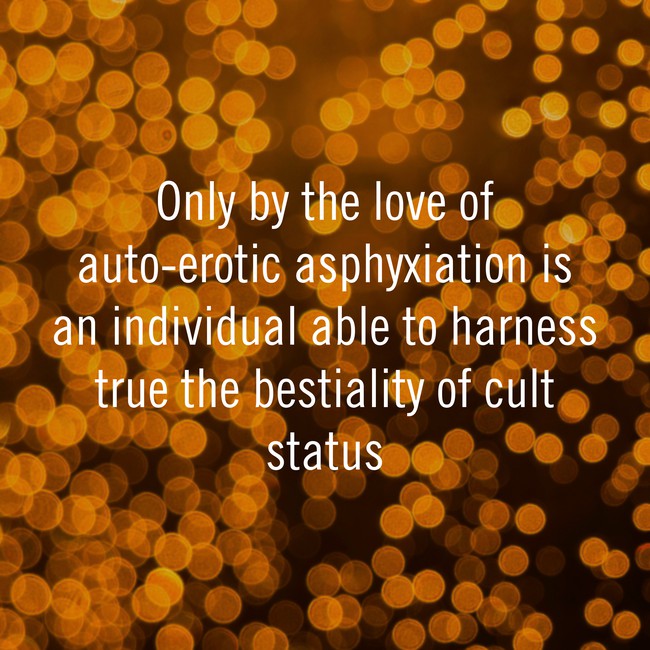 Only by the love of
auto-erotic asphyxiation is
an individual able to harness
true the bestiality of cult
status